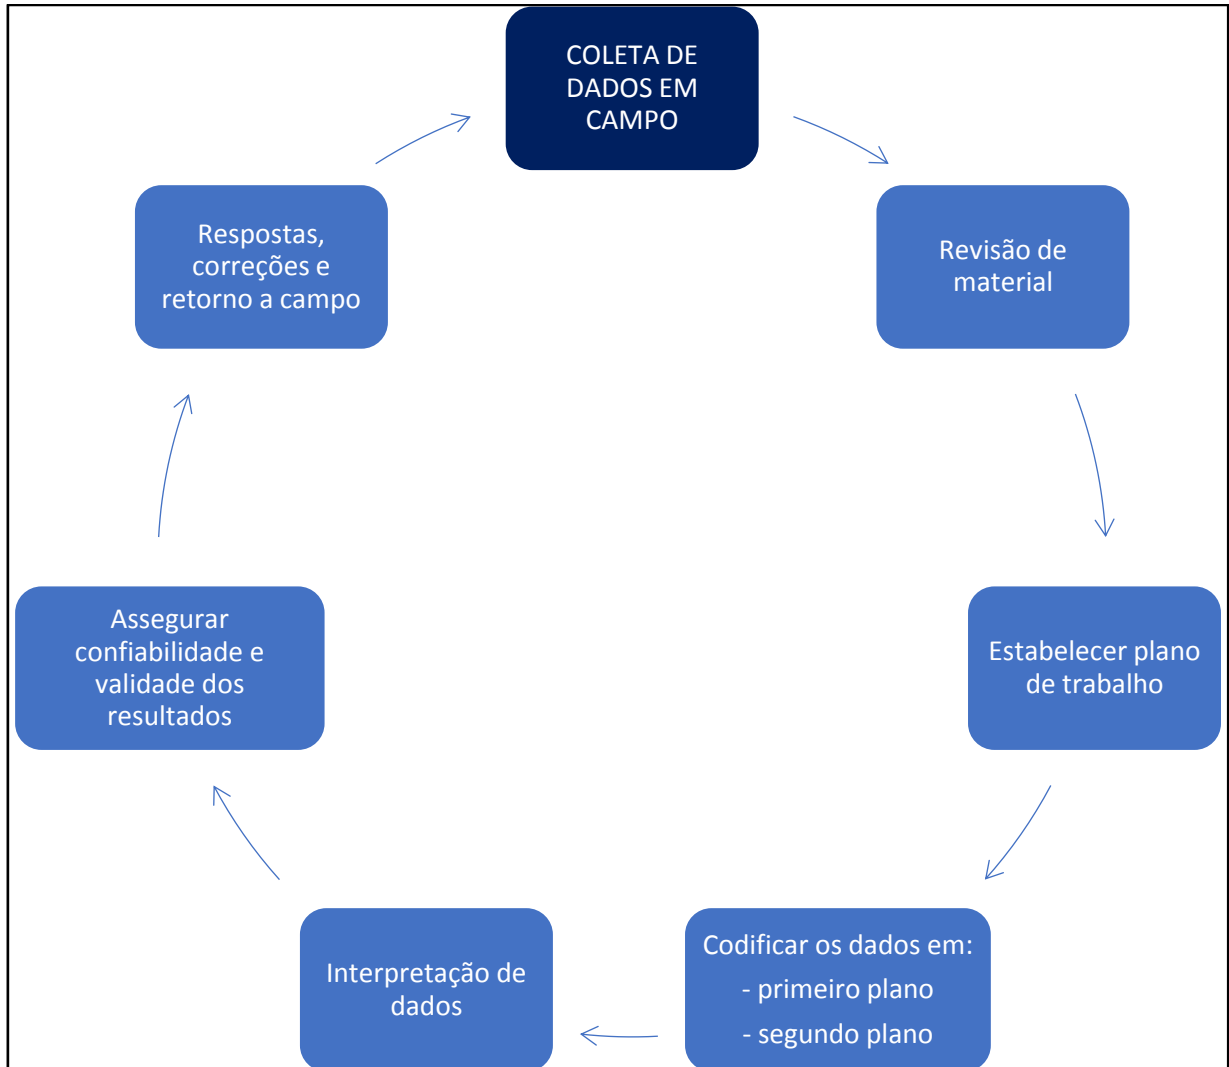 COLETA DE
DADOS EM
CAMPO
Revisão de
material
Estabelecer plano
de trabalho
Codificar os dados em:
- primeiro plano
- segundo plano
Interpretação de
dados
Assegurar
confiabilidade e
validade dos
resultados
Respostas,
correções e
retorno a campo